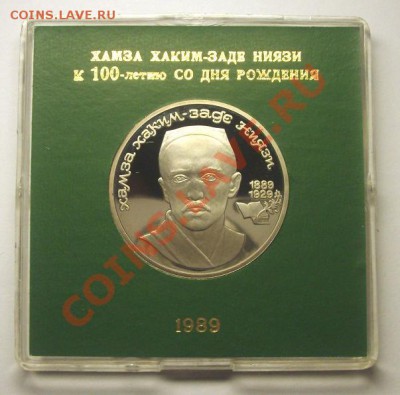 COINS.LAVE.RU
ХАМЗА ХАКИМ-ЗАДЕ НИЯЗИ
К 100-летию СО ДНЯ РОЖДЕНИЯ
хамза хаким-заде ниязи
1889
1929
COINS.LAVE.RU
1989